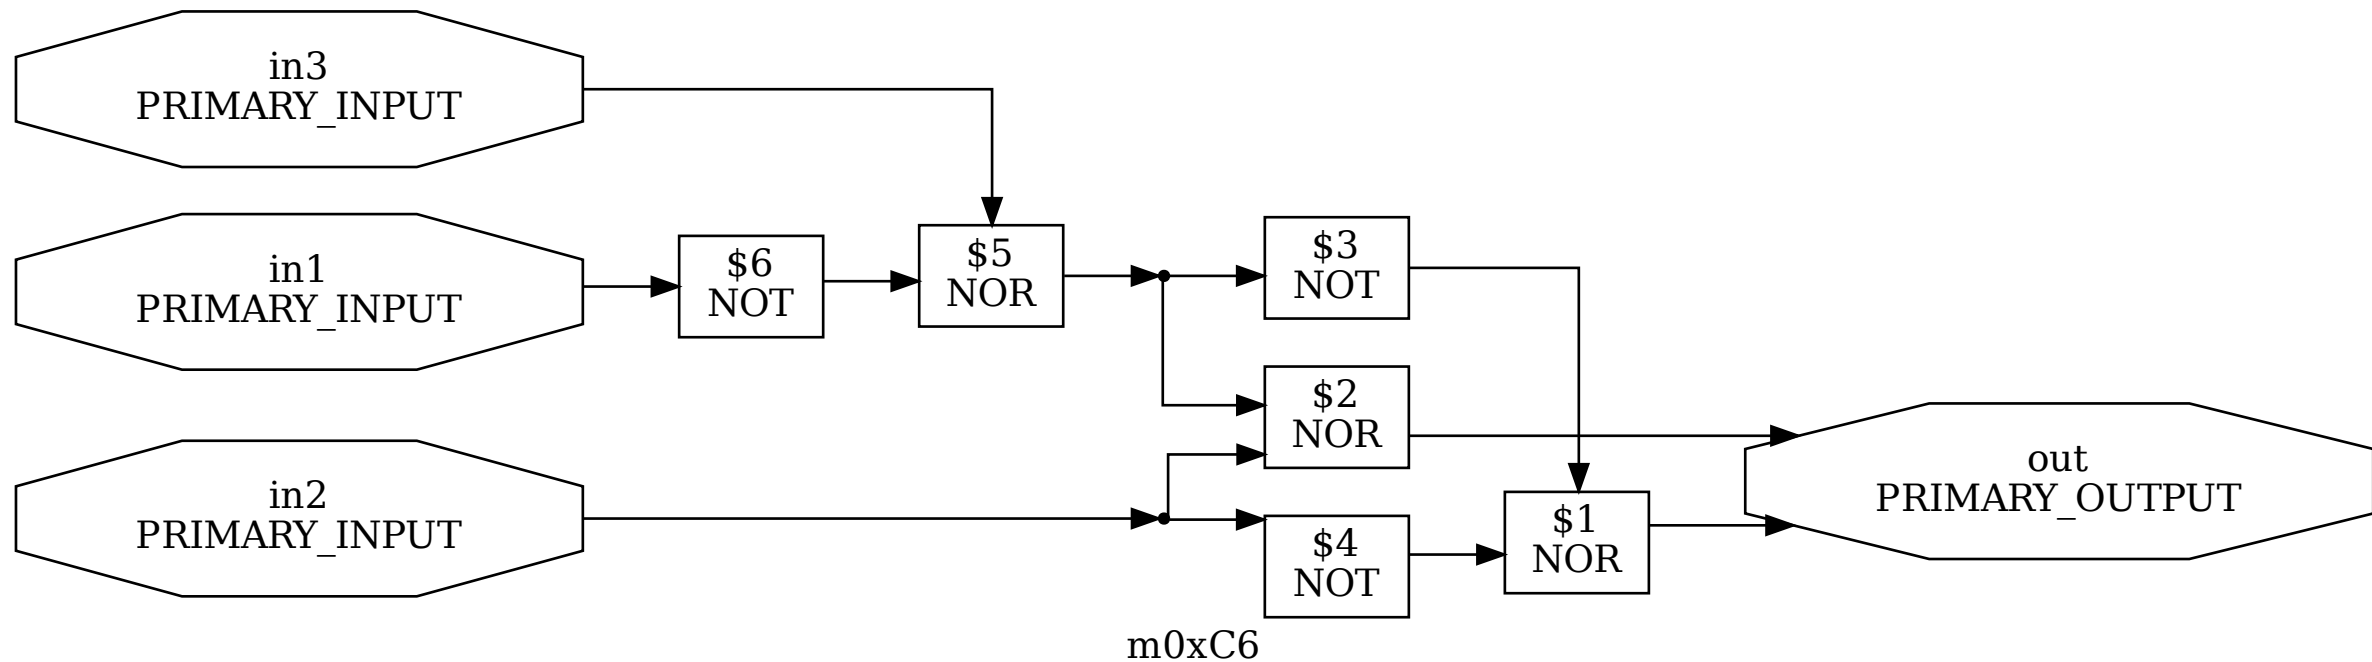 in3
PRIMARY_INPUT
in1
PRIMARY_INPUT
$6
NOT
$5
NOR
$3
NOT
$2
NOR
in2
PRIMARY_INPUT
$4
NOT
$1
NOR
out
PRIMARY_OUTPUT
m0xC6